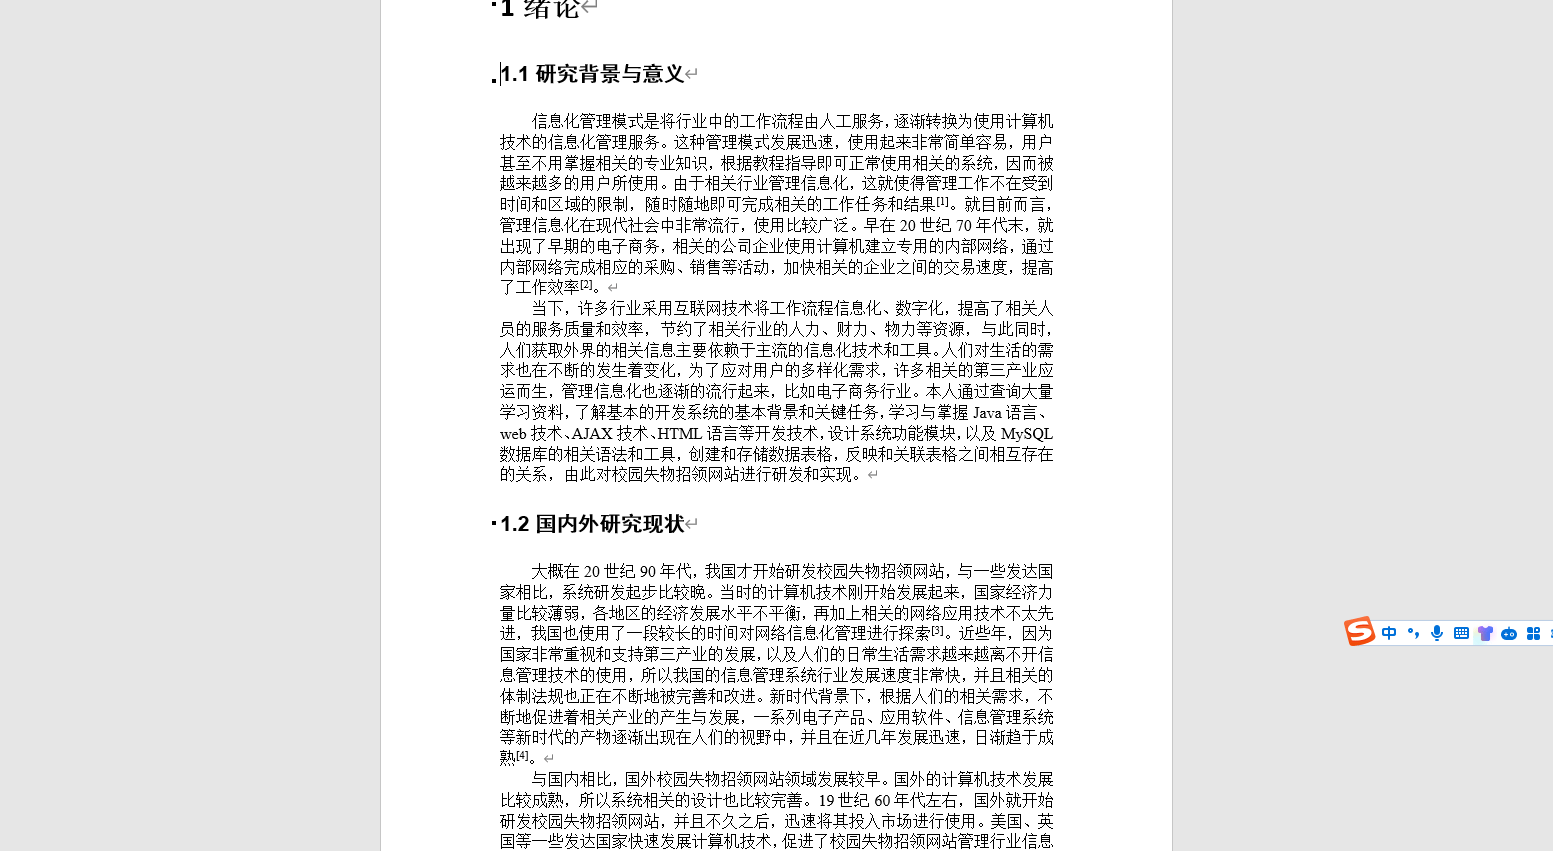 1 绪论
1.1 研究背景与意义
信息化管理模式是将行业中的工作流程由人工服务，逐渐转换为使用计算机
技术的信息化管理服务。这种管理模式发展迅速，使用起来非常简单容易，用户
甚至不用掌握相关的专业知识，根据教程指导即可正常使用相关的系统，因而被
越来越多的用户所使用。由于相关行业管理信息化，这就使得管理工作不在受到
时间和区域的限制，随时随地即可完成相关的工作任务和结果[1]。就目前而言，
管理信息化在现代社会中非常流行，使用比较广泛。早在 20 世纪 70 年代末，就
出现了早期的电子商务，相关的公司企业使用计算机建立专用的内部网络，通过
内部网络完成相应的采购、销售等活动，加快相关的企业之间的交易速度，提高
了工作效率[2]。
当下，许多行业采用互联网技术将工作流程信息化、数字化，提高了相关人
员的服务质量和效率，节约了相关行业的人力、财力、物力等资源，与此同时，
人们获取外界的相关信息主要依赖于主流的信息化技术和工具。人们对生活的需
求也在不断的发生着变化，为了应对用户的多样化需求，许多相关的第三产业应
运而生，管理信息化也逐渐的流行起来，比如电子商务行业。本人通过查询大量
学习资料，了解基本的开发系统的基本背景和关键任务，学习与掌握 Java 语言、
web 技术、AJAX 技术、HTML 语言等开发技术，设计系统功能模块，以及 MySQL
数据库的相关语法和工具，创建和存储数据表格，反映和关联表格之间相互存在
的关系，由此对校园失物招领网站进行研发和实现。
1.2 国内外研究现状
大概在 20 世纪 90 年代，我国才开始研发校园失物招领网站，与一些发达国
家相比，系统研发起步比较晚。当时的计算机技术刚开始发展起来，国家经济力
量比较薄弱，各地区的经济发展水平不平衡，再加上相关的网络应用技术不太先
进，我国也使用了一段较长的时间对网络信息化管理进行探索[3]。近些年，因为
国家非常重视和支持第三产业的发展，以及人们的日常生活需求越来越离不开信
息管理技术的使用，所以我国的信息管理系统行业发展速度非常快，并且相关的
体制法规也正在不断地被完善和改进。新时代背景下，根据人们的相关需求，不
断地促进着相关产业的产生与发展，一系列电子产品、应用软件、信息管理系统
等新时代的产物逐渐出现在人们的视野中，并且在近几年发展迅速，日渐趋于成
熟[4]。
与国内相比，国外校园失物招领网站领域发展较早。国外的计算机技术发展
比较成熟，所以系统相关的设计也比较完善。19 世纪 60 年代左右，国外就开始
研发校园失物招领网站，并且不久之后，迅速将其投入市场进行使用。美国、英
国等一些发达国家快速发展计算机技术，促进了校园失物招领网站管理行业信息
中